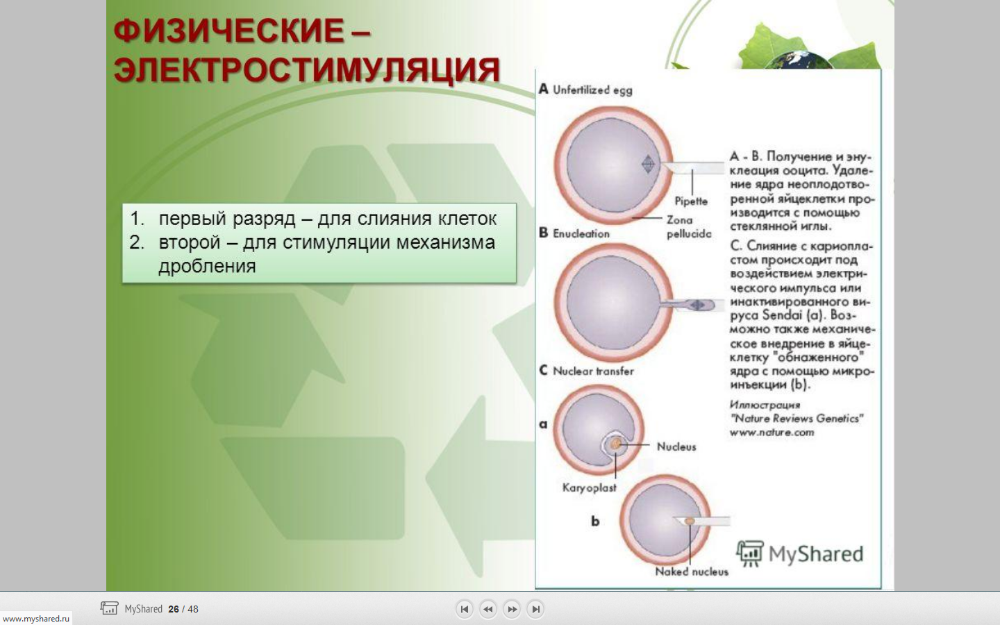 ФИЗИЧЕСКИЕ –
ЭЛЕКТРОСТИМУЛЯЦИЯ
1. первый разряд – для слияния клеток
2. второй – для стимуляции механизма
дробления
A Unfertilized egg
Pipette
Zona
pellucida
B Enucleation
C Nuclear transfer
a
Nucleus
Karyoplast
b
Naked nucleus
А - В. Получение и эну-
клеация ооцита. Удале-
ние ядра неоплодотво-
ренной яйцеклетки про-
изводится с помощью
стеклянной иглы.
С. Слияние с кариопла-
стом происходит под
воздействием электри-
ческого импульса или
инактивированного ви-
руса Sendai (a). Воз-
можно также механиче-
ское внедрение в яйце-
клетку "обнаженного"
ядра с помощью микро-
инъекции (b).
Иллюстрация
"Nature Reviews Genetics"
www.nature.com
MyShared
MyShared 26 / 48
www.myshared.ru